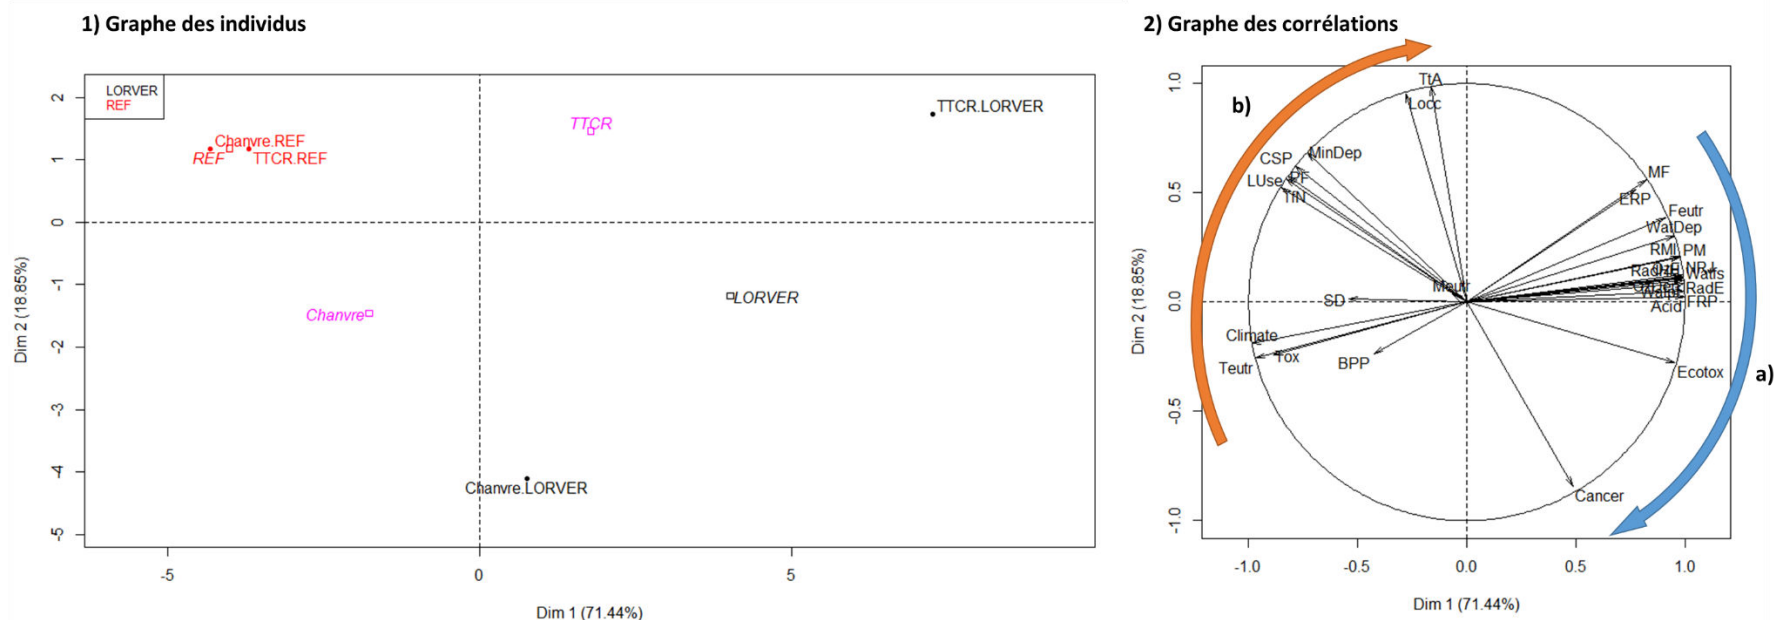 1) Graphe des individus
LORVER
REF
TTCR.LORVER
TTCR
Chanvre.REF
REF
TTCR.REF
LORVER
Chanvre
Chanvre.LORVER
2
1
0
-1
-2
-3
-4
-5
-5
0
5
Dim 2 (18.85%)
Dim 1 (71.44%)
2) Graphe des corrélations
b)
a)
TtA
Locc
MinDep
CSP
PF
LUse
TfN
MF
ERP
Feutr
WatDep
RMI
PM
NRJ
Watfs
RadE
Acid
FRP
Meutr
SD
Climate
Teutr
Tox
BPP
Ecotox
Cancer
1.0
0.5
0.0
-0.5
-1.0
-1.0
-0.5
0.0
0.5
1.0
Dim 2 (18.85%)
Dim 1 (71.44%)